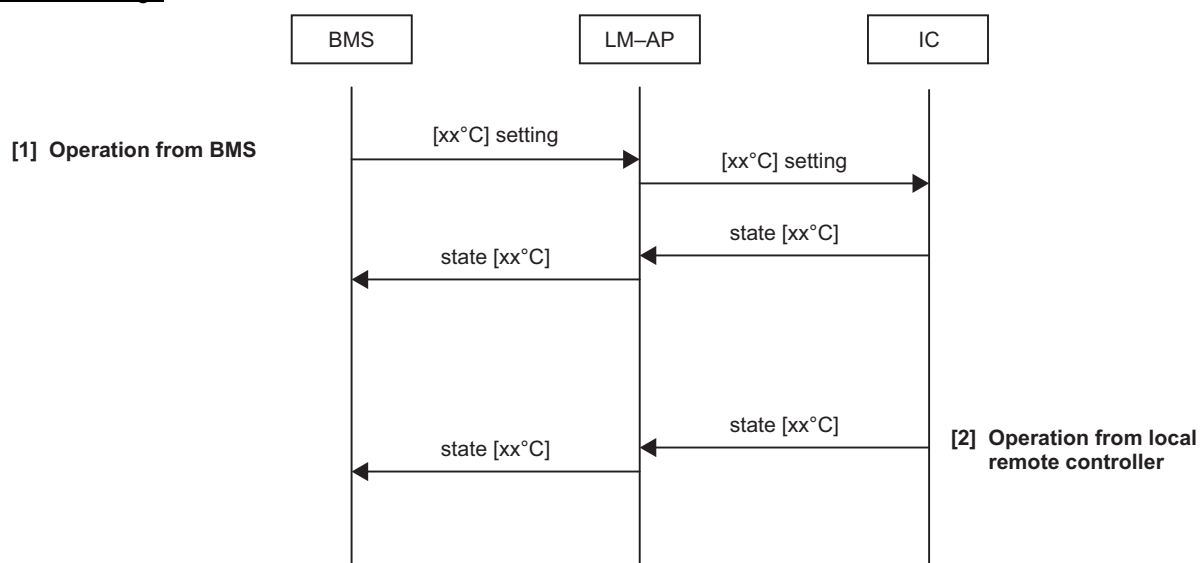 BMS
LM–AP
IC
[1] Operation from BMS
[xx°C] setting
[xx°C] setting
state [xx°C]
state [xx°C]
state [xx°C]
state [xx°C]
[2] Operation from local
remote controller